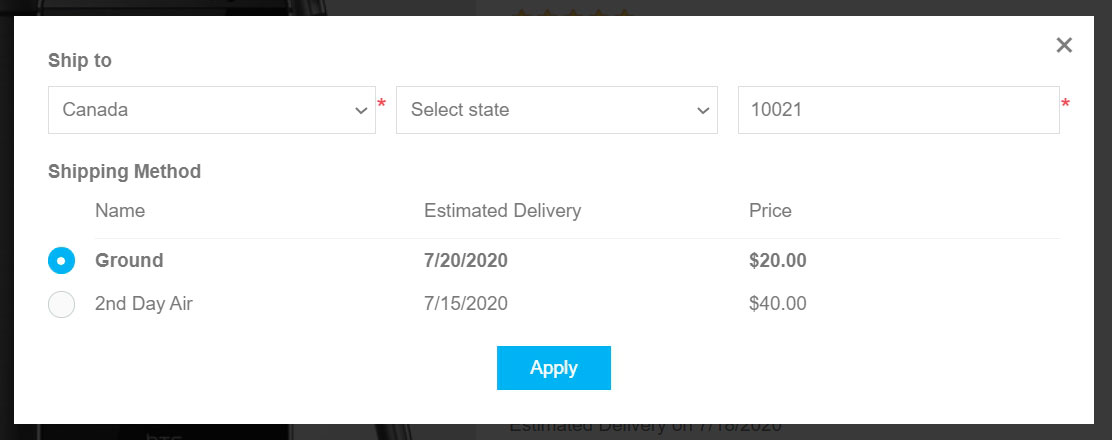 Ship to
Canada * Select state 10021 *
Shipping Method
Name Estimated Delivery Price
Ground 7/20/2020 $20.00
2nd Day Air 7/15/2020 $40.00
Apply
Estimated Delivery on 7/18/2020